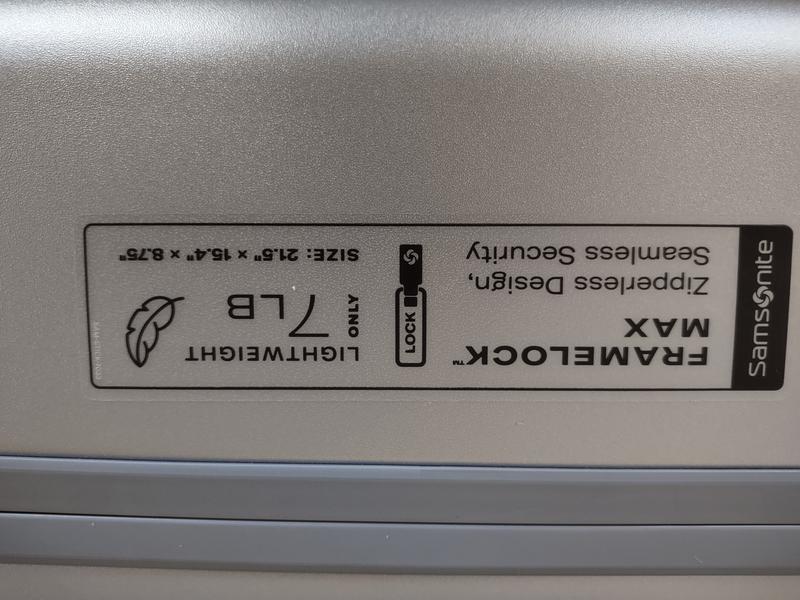 Samsonite
FRAMELOCK™
MAX
Zipperless Design,
Seamless Security
LOCK
LIGHTWEIGHT
ONLY
7LB
SIZE: 21.5" × 15.4" × 8.75"